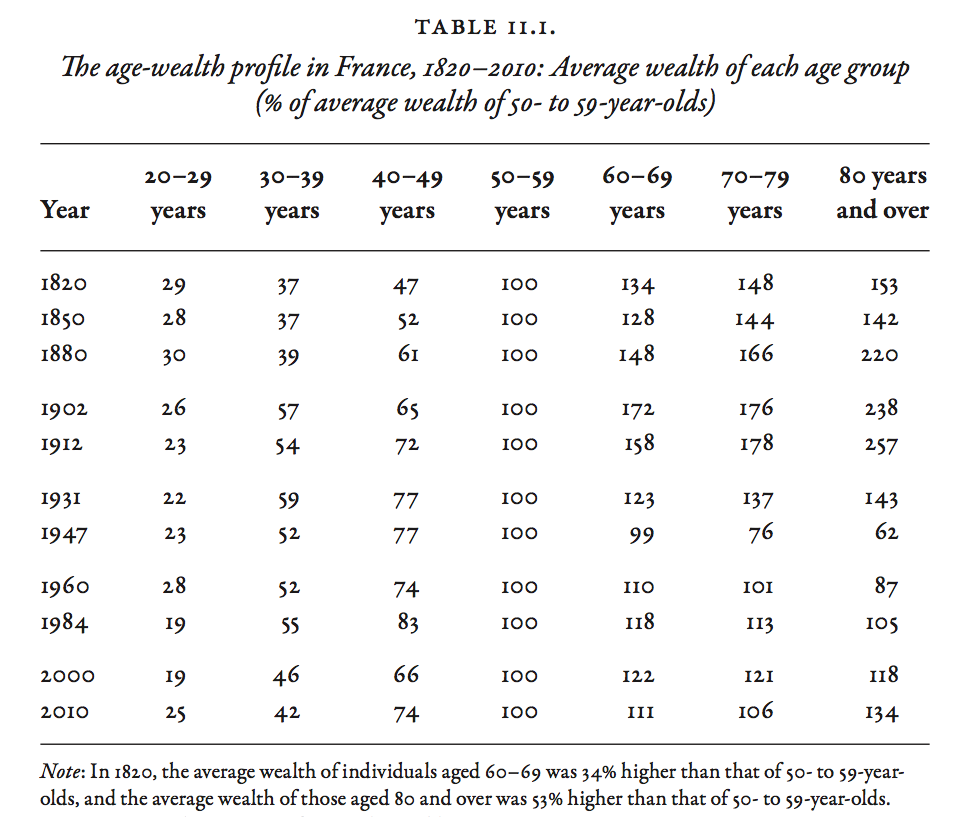 TABLE 11.1.
The age-wealth profile in France, 1820–2010: Average wealth of each age group
(% of average wealth of 50- to 59-year-olds)
20–29 30–39 40–49 50–59 60–69 70–79 80 years
Year years years years years years years and over
1820 29 37 47 100 134 148 153
1850 28 37 52 100 128 144 142
1880 30 39 61 100 148 166 220
1902 26 57 65 100 172 176 238
1912 23 54 72 100 158 178 257
1931 22 59 77 100 123 137 143
1947 23 52 77 100 99 76 62
1960 28 52 74 100 110 101 87
1984 19 55 83 100 118 113 105
2000 19 46 66 100 122 121 118
2010 25 42 74 100 111 106 134
Note: In 1820, the average wealth of individuals aged 60–69 was 34% higher than that of 50- to 59-year-
olds, and the average wealth of those aged 80 and over was 53% higher than that of 50- to 59-year-olds.